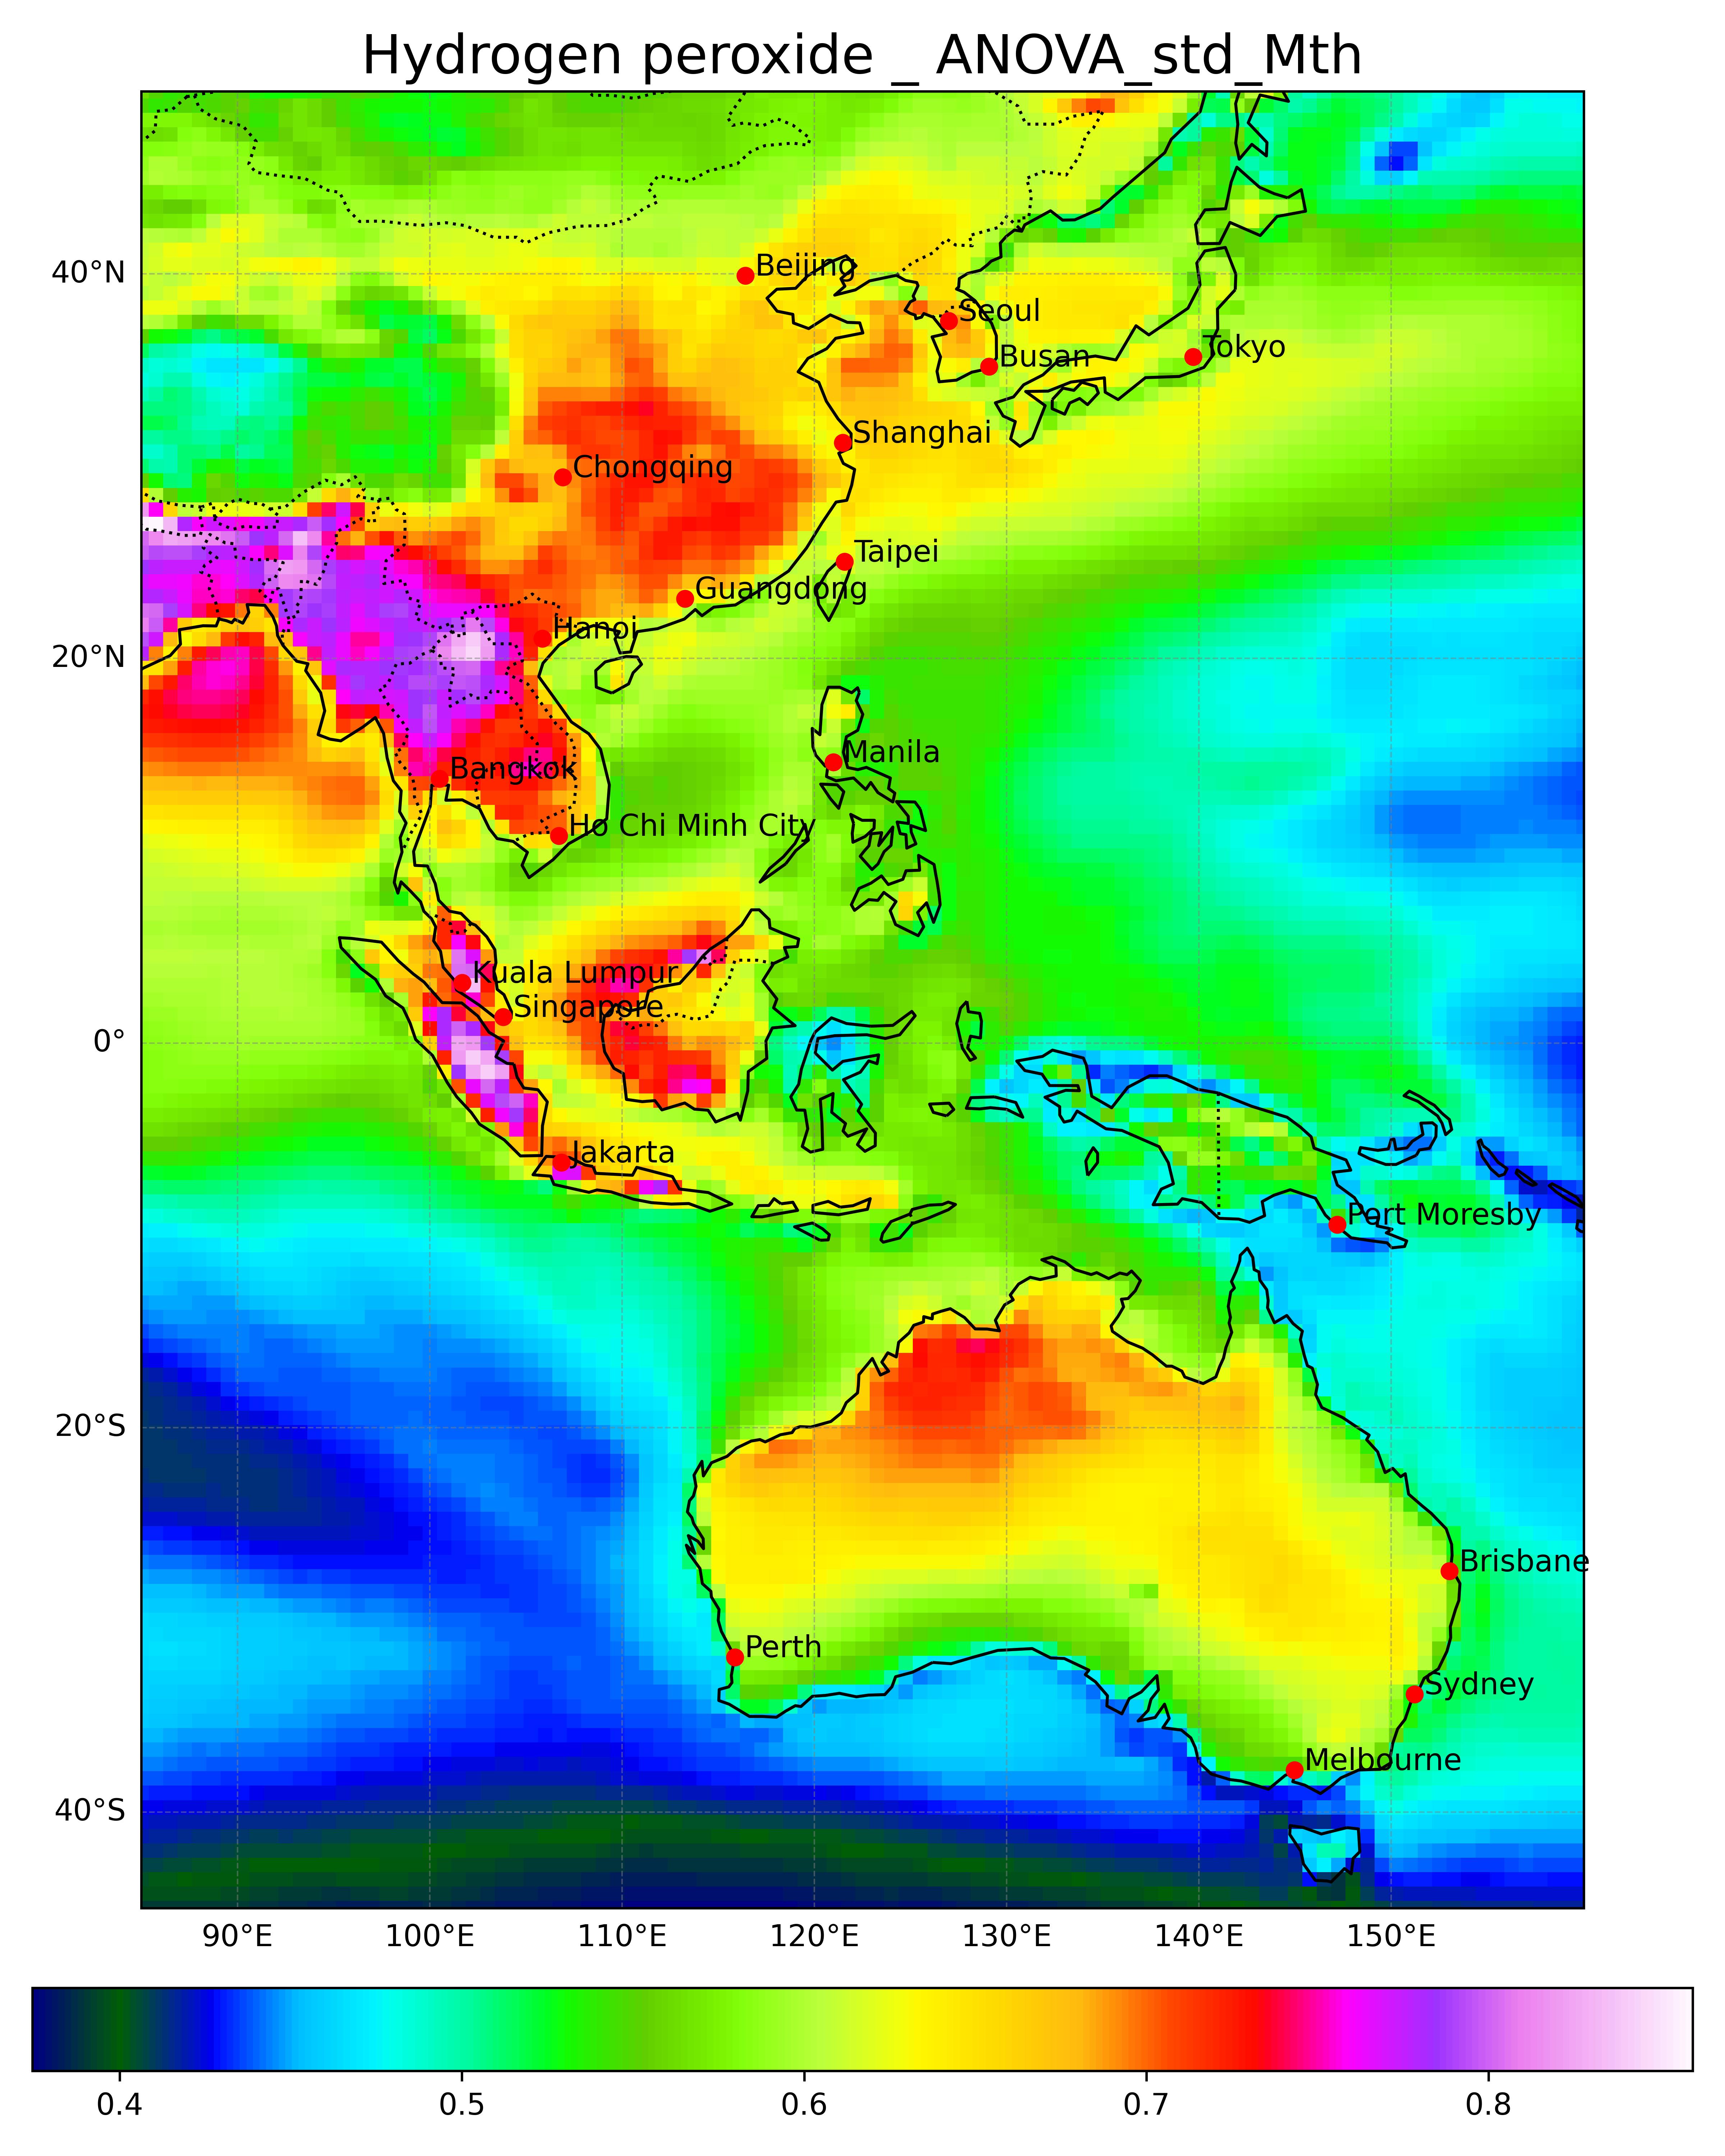 Hydrogen peroxide _ ANOVA_std_Mth
40°N
20°N
0°
20°S
40°S
Beijing
Seoul
Busan
Tokyo
Shanghai
Chongqing
Taipei
Guangdong
Hanoi
Manila
Bangkok
Ho Chi Minh City
Kuala Lumpur
Singapore
Jakarta
Port Moresby
Brisbane
Perth
Sydney
Melbourne
90°E 100°E 110°E 120°E 130°E 140°E 150°E
0.4 0.5 0.6 0.7 0.8